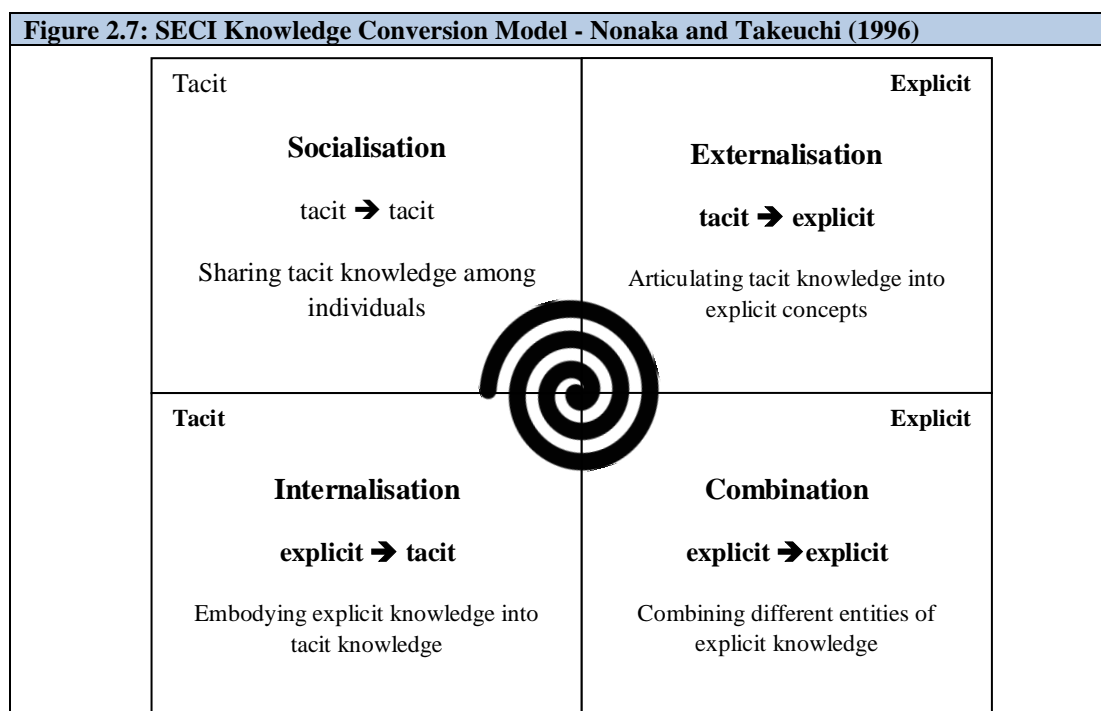 Figure 2.7: SECI Knowledge Conversion Model - Nonaka and Takeuchi (1996)
Tacit
Socialisation
tacit ➔ tacit
Sharing tacit knowledge among
individuals
Explicit
Externalisation
tacit ➔ explicit
Articulating tacit knowledge into
explicit concepts
Tacit
Internalisation
explicit ➔ tacit
Embodying explicit knowledge into
tacit knowledge
Explicit
Combination
explicit ➔explicit
Combining different entities of
explicit knowledge